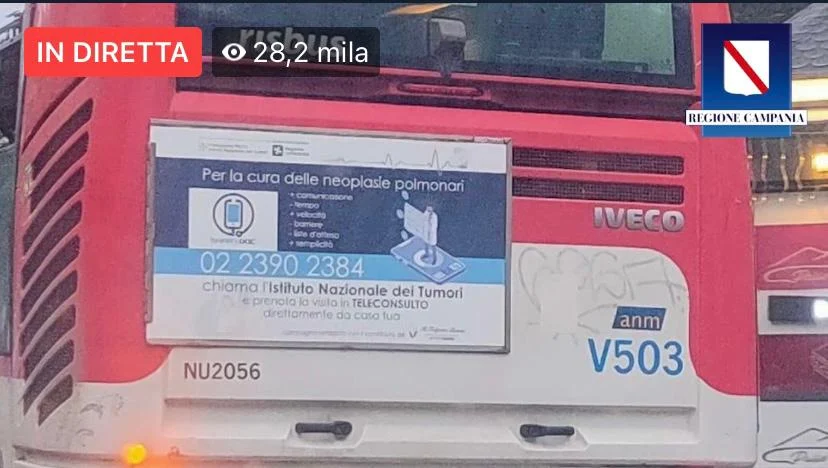 IN DIRETTA
28,2 mila
REGIONE CAMPANIA
Per la cura delle neoplasie polmonari
+ comunicazione
- tempo
+ velocità
- barriere
- liste d'attesa
+ semplicità
02 2390 2384
chiama l'Istituto Nazionale dei Tumori
e prenota la visita in TELECONSULTO
direttamente da casa tua
IVECO
anm
V503
NU2056